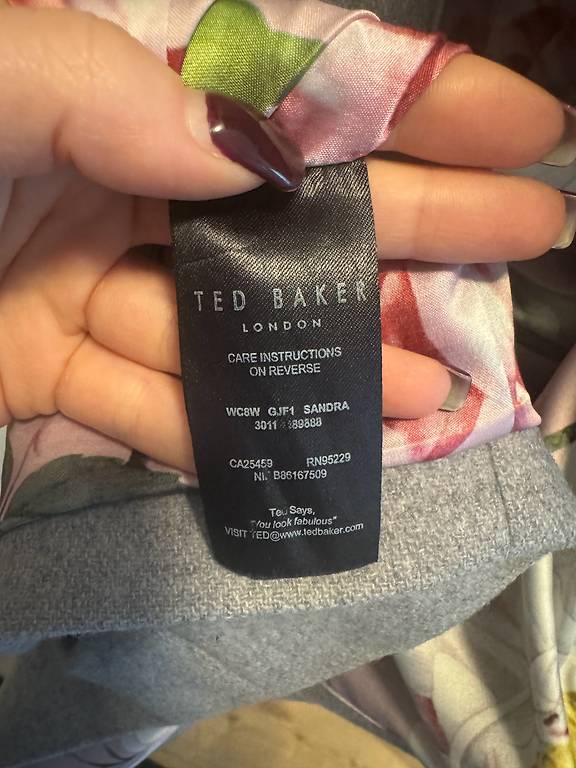 TED BAKER
LONDON
CARE INSTRUCTIONS
ON REVERSE
WC8W GJF1 SANDRA
3011
CA25459 RN95229
B86167509
Ted Says,
"You look fabulous"
VISIT TED@www.tedbaker.com